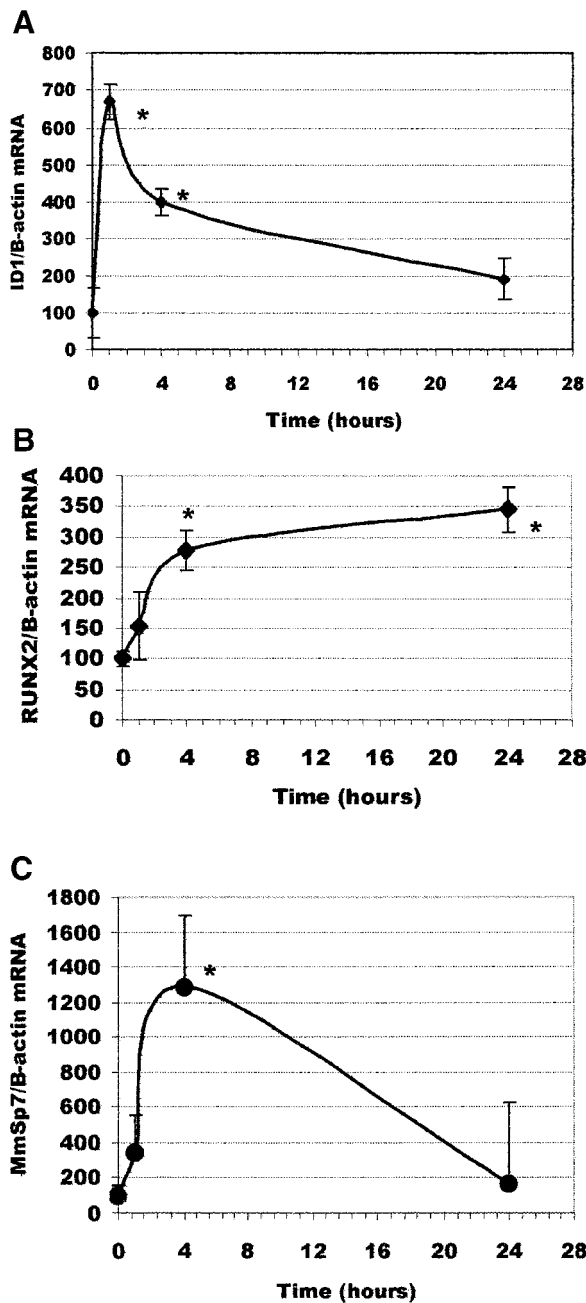 A
800
700
600
500
400
300
200
100
0
ID1/B-actin mRNA
*
*
0 4 8 12 16 20 24 28
Time (hours)
B
400
350
300
250
200
150
100
50
0
RUNX2/B-actin mRNA
*
*
0 4 8 12 16 20 24 28
Time (hours)
C
1800
1600
1400
1200
1000
800
600
400
200
0
MmSp7/B-actin mRNA
*
0 4 8 12 16 20 24 28
Time (hours)